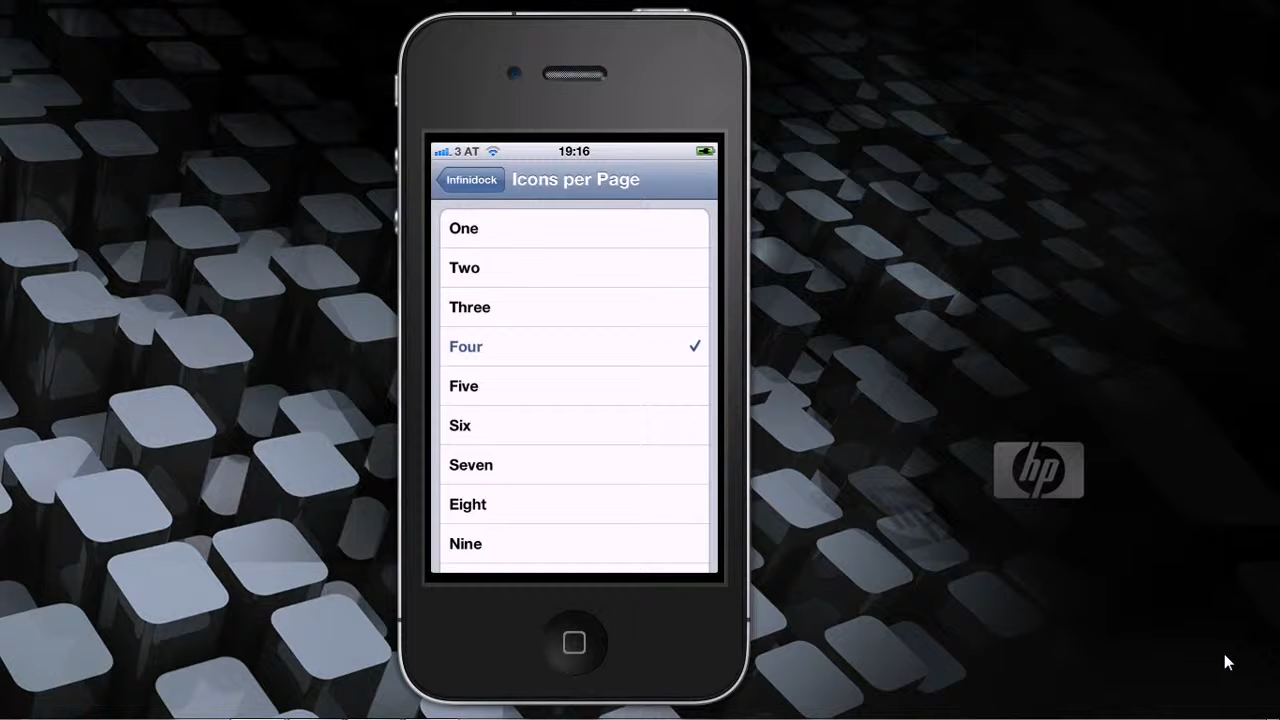 3 AT 19:16
Infinidock Icons per Page
One
Two
Three
Four
Five
Six
Seven
Eight
Nine
hp